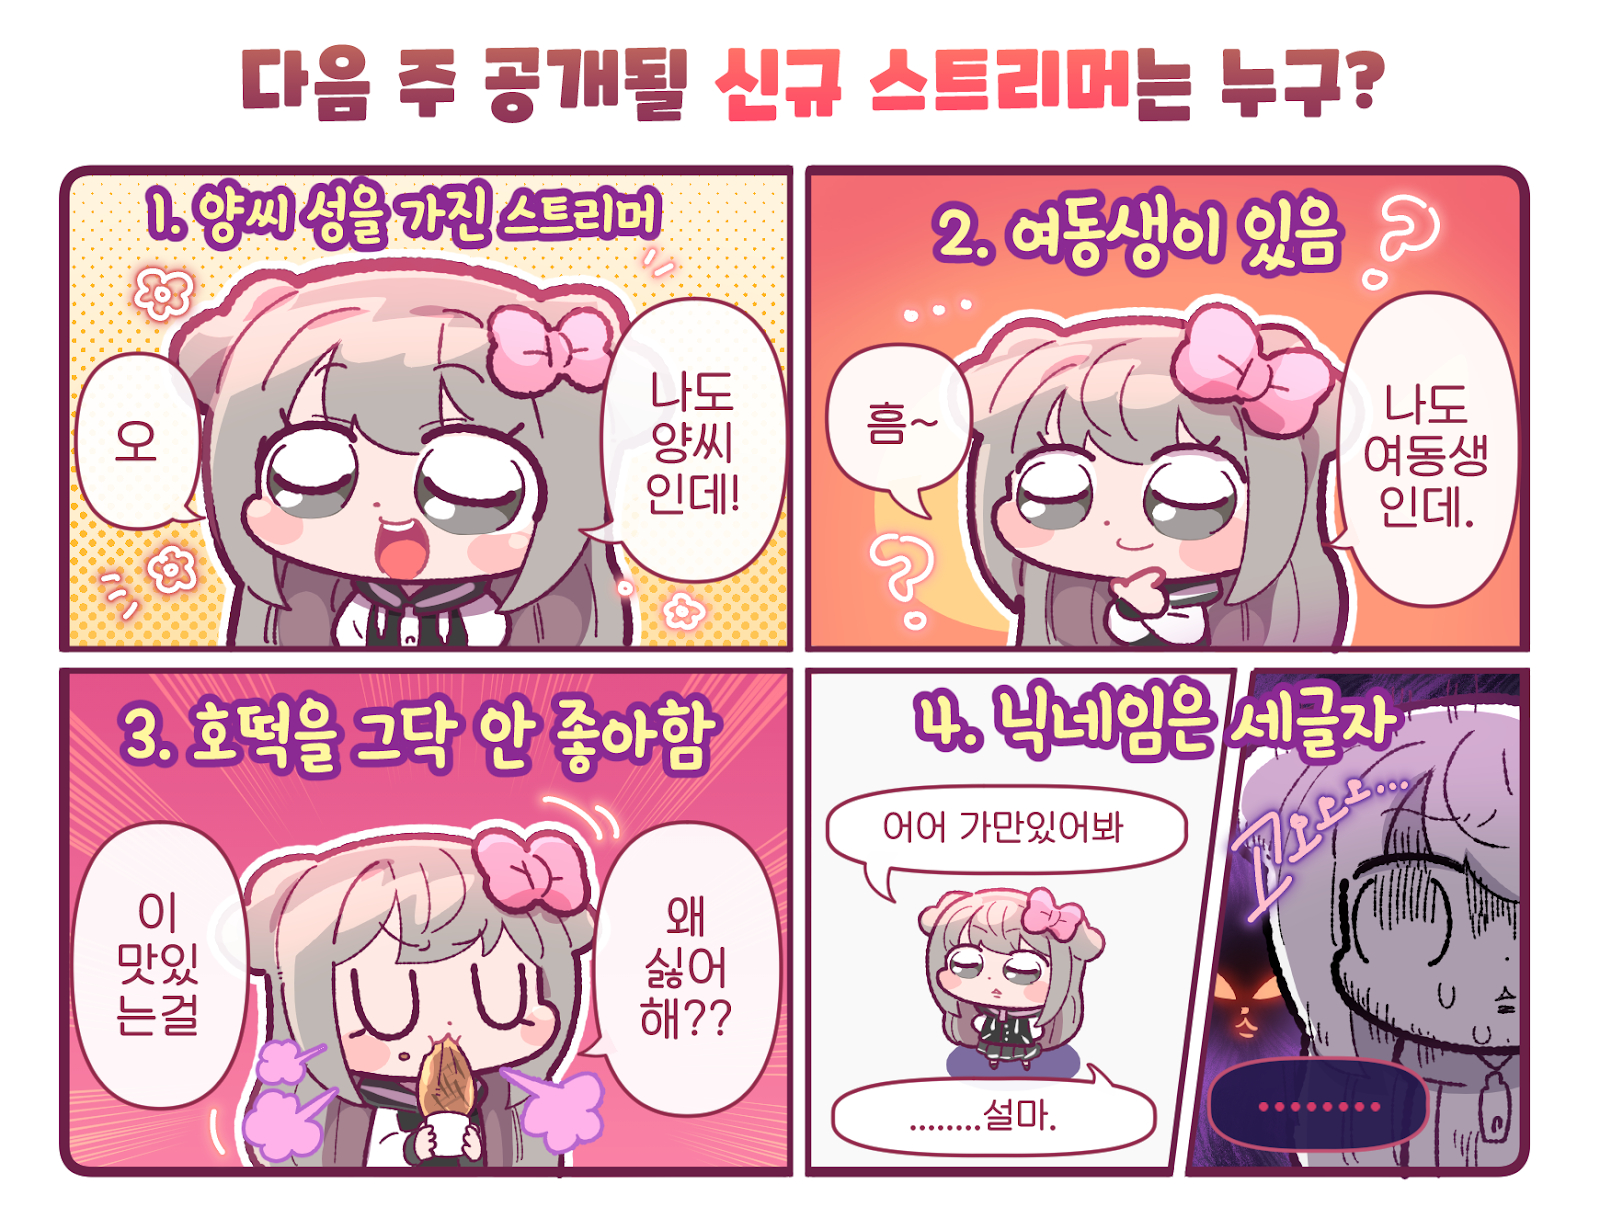 다음 주 공개될 신규 스트리머는 누구?
1. 양씨 성을 가진 스트리머
오
나도
양씨
인데!
2. 여동생이 있음
흠~
나도
여동생
인데.
3. 호떡을 그닥 안 좋아함
이
맛있
는걸
왜
싫어
해??
4. 닉네임은 세글자
어어 가만있어봐
........설마.
고오오오...
........